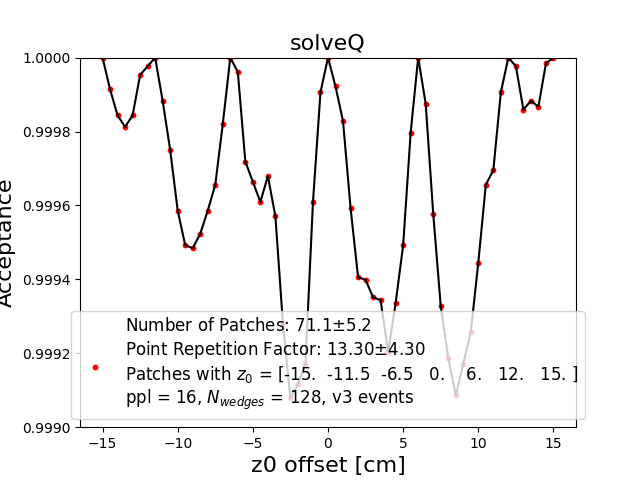 solveQ
Acceptance
1.0000
0.9998
0.9996
0.9994
0.9992
0.9990
Number of Patches: 71.1±5.2
Point Repetition Factor: 13.30±4.30
Patches with z0 = [-15. -11.5 -6.5 0. 6. 12. 15. ]
ppl = 16, Nwedges = 128, v3 events
−15 −10 −5 0 5 10 15
z0 offset [cm]